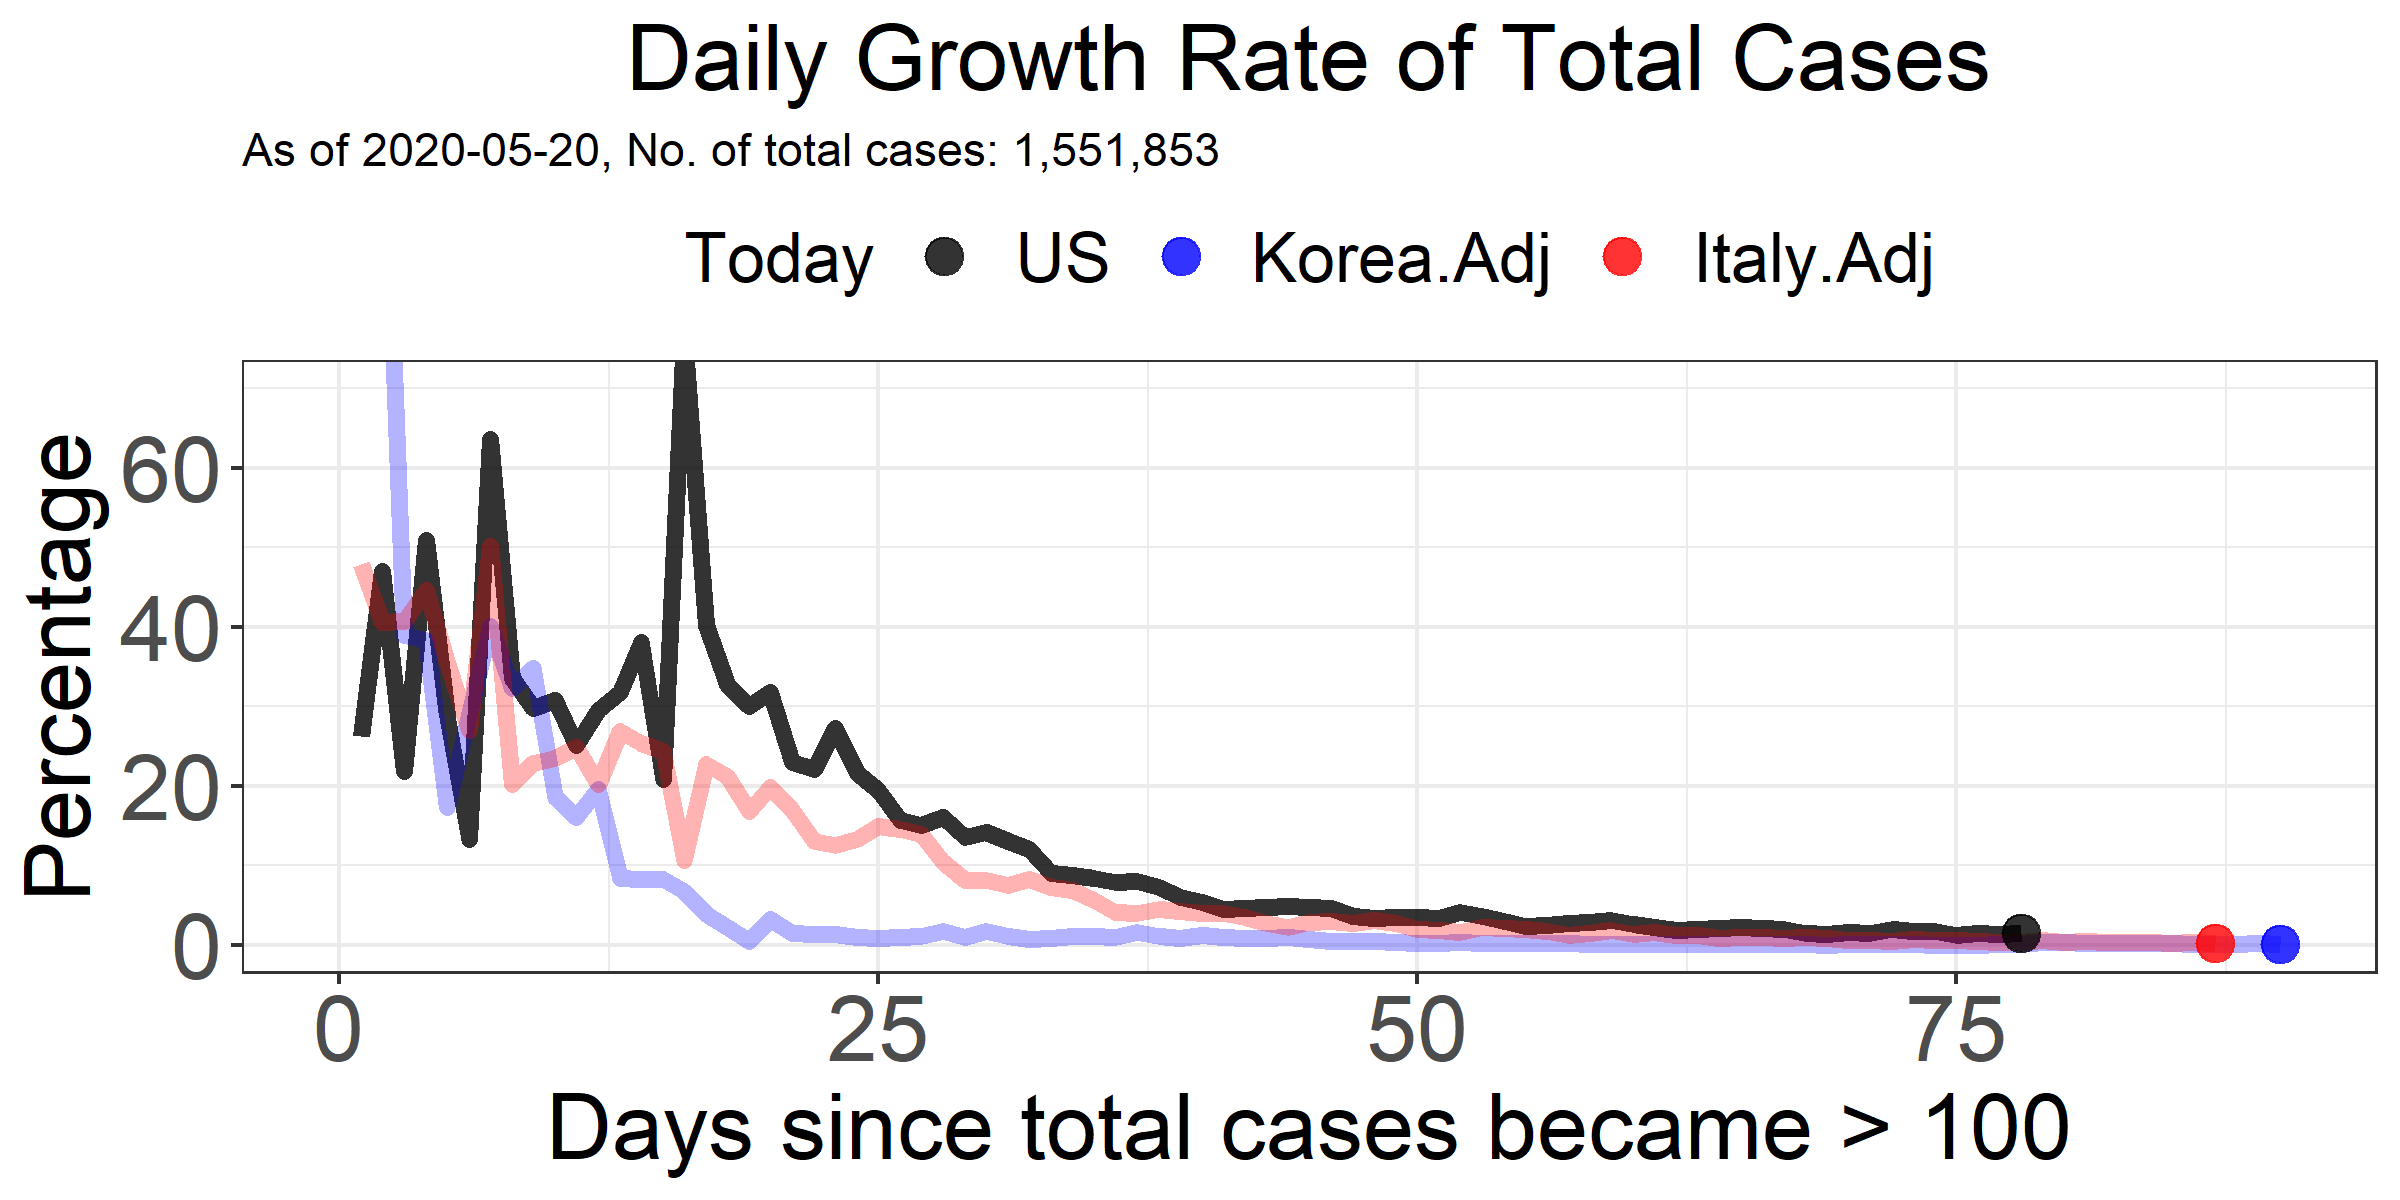 Daily Growth Rate of Total Cases
As of 2020-05-20, No. of total cases: 1,551,853
Today US Korea.Adj Italy.Adj
Percentage
60
40
20
0
0 25 50 75
Days since total cases became > 100